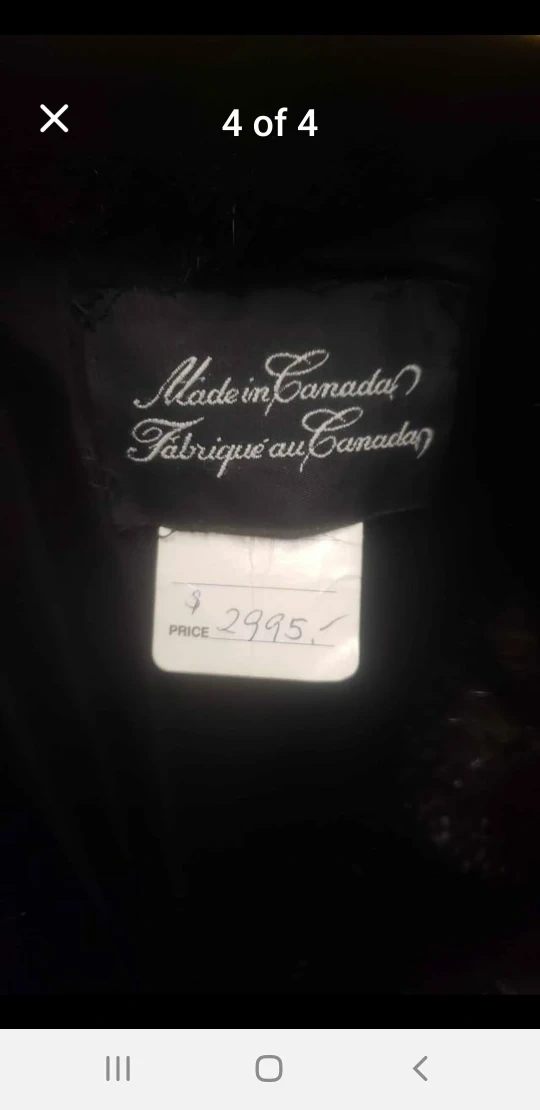 4 of 4
Made in Canada
Fabriqué au Canada
$
PRICE 2995.-